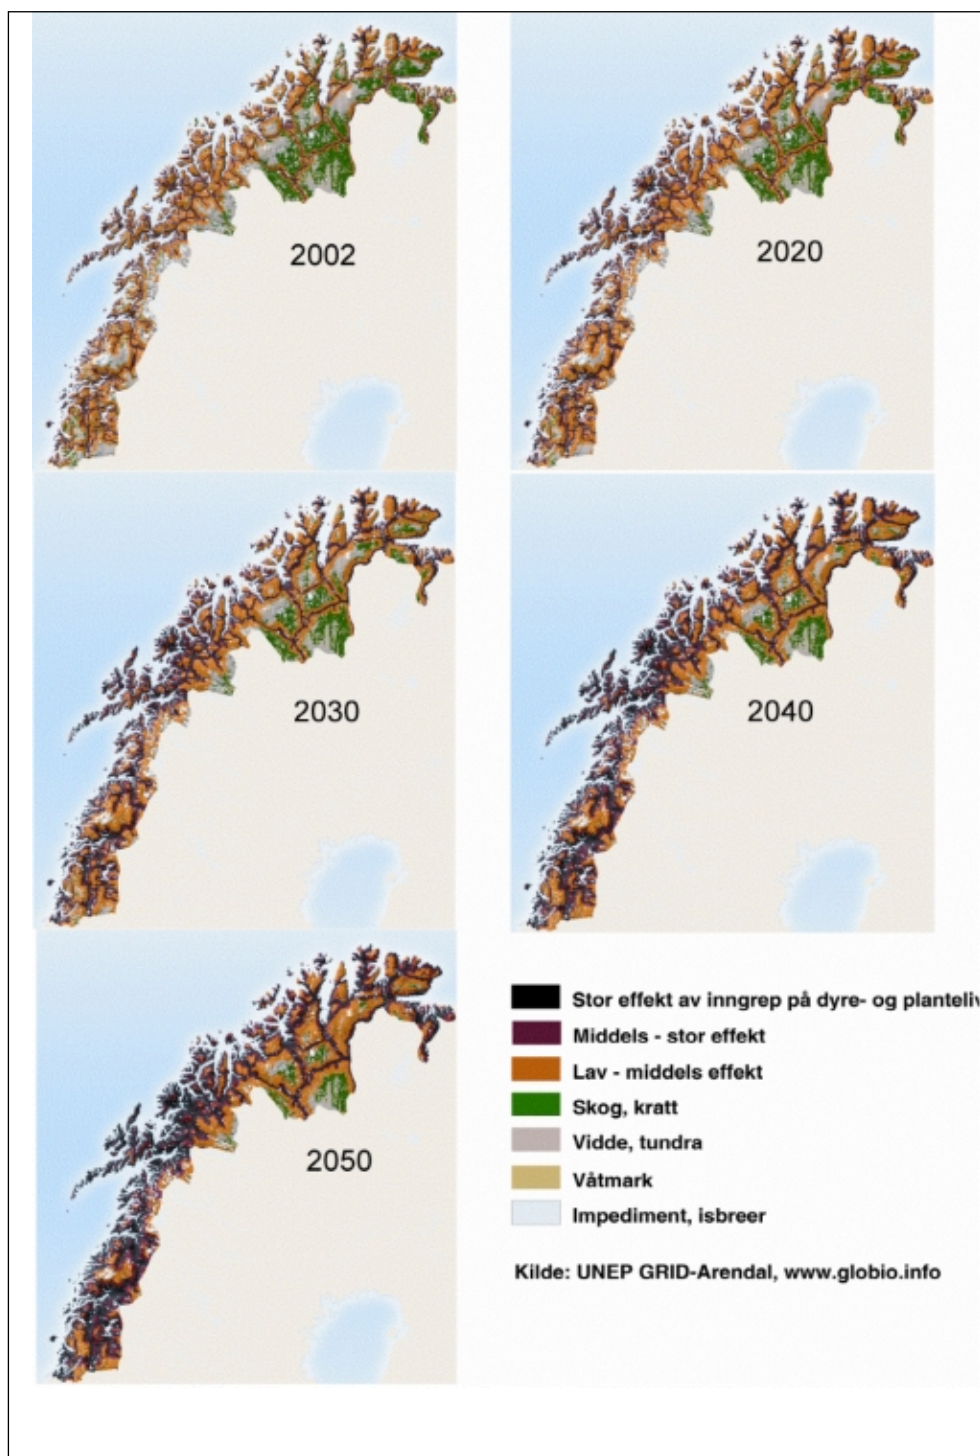 2002
2020
2030
2040
2050
Stor effekt av inngrep på dyre- og planteliv
Middels - stor effekt
Lav - middels effekt
Skog, kratt
Vidde, tundra
Våtmark
Impediment, isbreer
Kilde: UNEP GRID-Arendal, www.globio.info